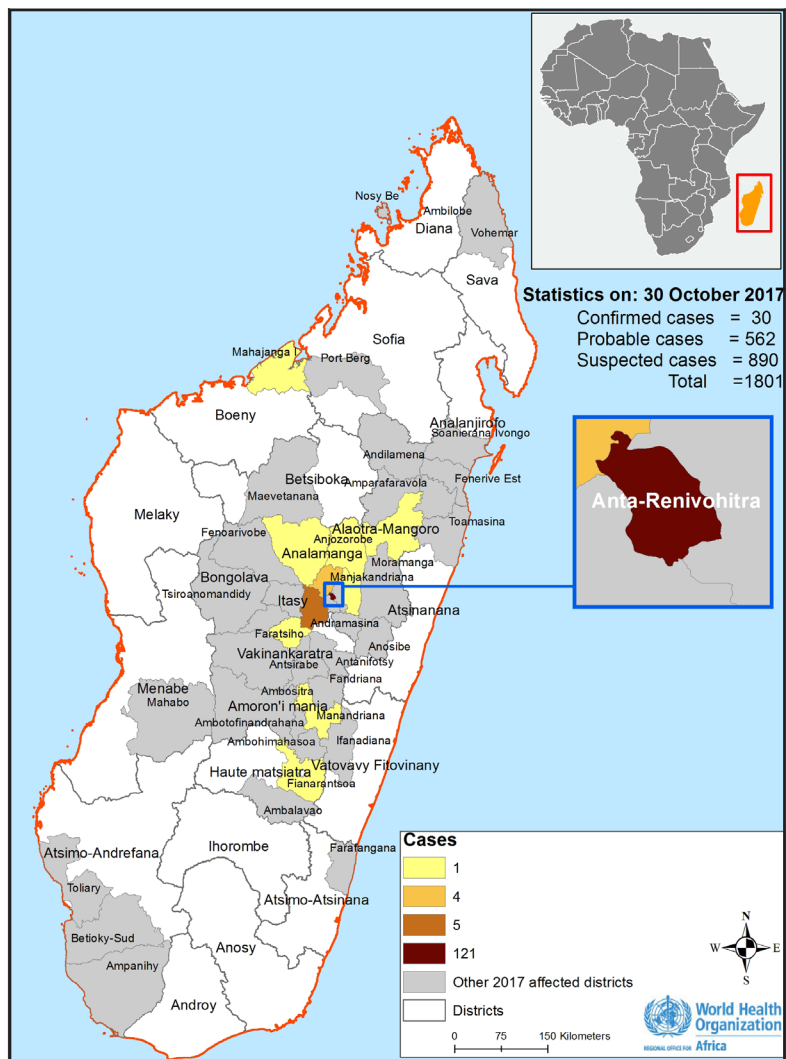 Nosy Be
Ambilobe
Diana
Vohemar
Sava
Statistics on: 30 October 2017
Confirmed cases = 30
Probable cases = 562
Suspected cases = 890
Total =1801
Sofia
Mahajanga I
Port Berg
Boeny
Analanjirofo
Soanierana Ivongo
Andilamena
Betsiboka
Amparafaravola
Fenerive Est
Maevetanana
Anta-Renivohitra
Melaky
Toamasina
Fenoarivobe
Alaotra-Mangoro
Anjozorobe
Analamanga
Moramanga
Bongolava
Manjakandriana
Tsiroanomandidy
Itasy
Atsinanana
Andramasina
Faratsiho
Anosibe
Vakinankaratra
Antsirabe
Antanifotsy
Fandriana
Menabe
Mahabo
Ambositra
Amoron'i mania
Manandriana
Ambotofinandrahana
Ambohimahasoa
Ifanadiana
Haute matsiatra
Vatovavy Fitovinany
Fianarantsoa
Ambalavao
Atsimo-Andrefana
Ihorombe
Farafangana
Toliary
Atsimo-Atsinana
Betioky-Sud
Anosy
Ampanihy
Androy
Cases
1
4
5
121
Other 2017 affected districts
Districts
N
W
E
S
0 75 150 Kilometers
World Health
Organization
REGIONAL OFFICE FOR Africa